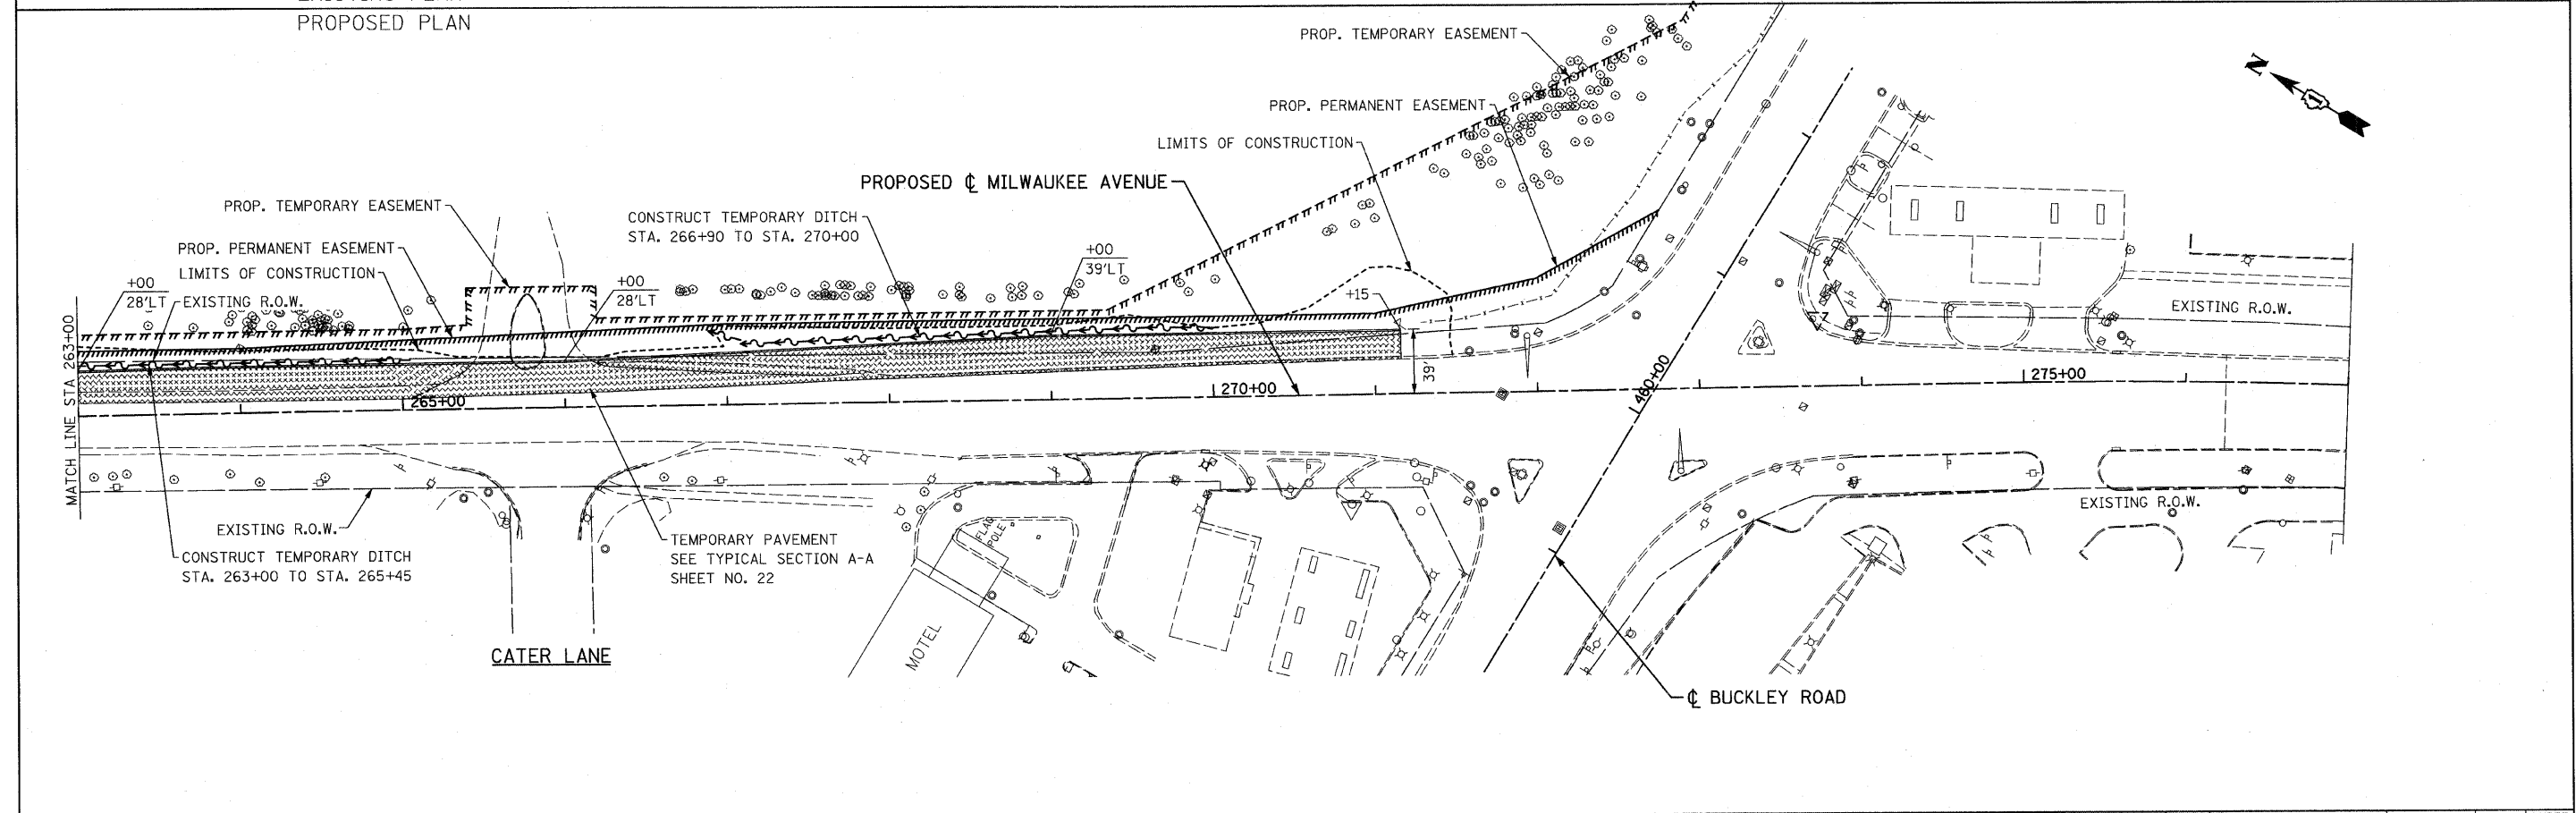 PROPOSED PLAN
PROP. TEMPORARY EASEMENT
N
PROP. PERMANENT EASEMENT
LIMITS OF CONSTRUCTION
PROPOSED ℄ MILWAUKEE AVENUE
PROP. TEMPORARY EASEMENT
CONSTRUCT TEMPORARY DITCH
STA. 266+90 TO STA. 270+00
PROP. PERMANENT EASEMENT
LIMITS OF CONSTRUCTION
+00
28'LT
EXISTING R.O.W.
+00
28'LT
+00
39'LT
+15
EXISTING R.O.W.
MATCH LINE STA 263+00
265+00
270+00
39'
460+00
275+00
EXISTING R.O.W.
CONSTRUCT TEMPORARY DITCH
STA. 263+00 TO STA. 265+45
TEMPORARY PAVEMENT
SEE TYPICAL SECTION A-A
SHEET NO. 22
FLAG
POLE
MOTEL
EXISTING R.O.W.
CATER LANE
℄ BUCKLEY ROAD